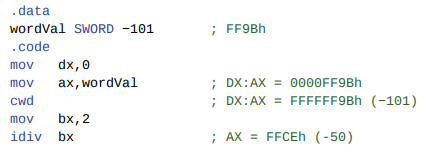 .data
wordVal SWORD −101 ; FF9Bh
.code
mov dx,0
mov ax,wordVal ; DX:AX = 0000FF9Bh
cwd ; DX:AX = FFFFFF9Bh (−101)
mov bx,2
idiv bx ; AX = FFCEh (-50)